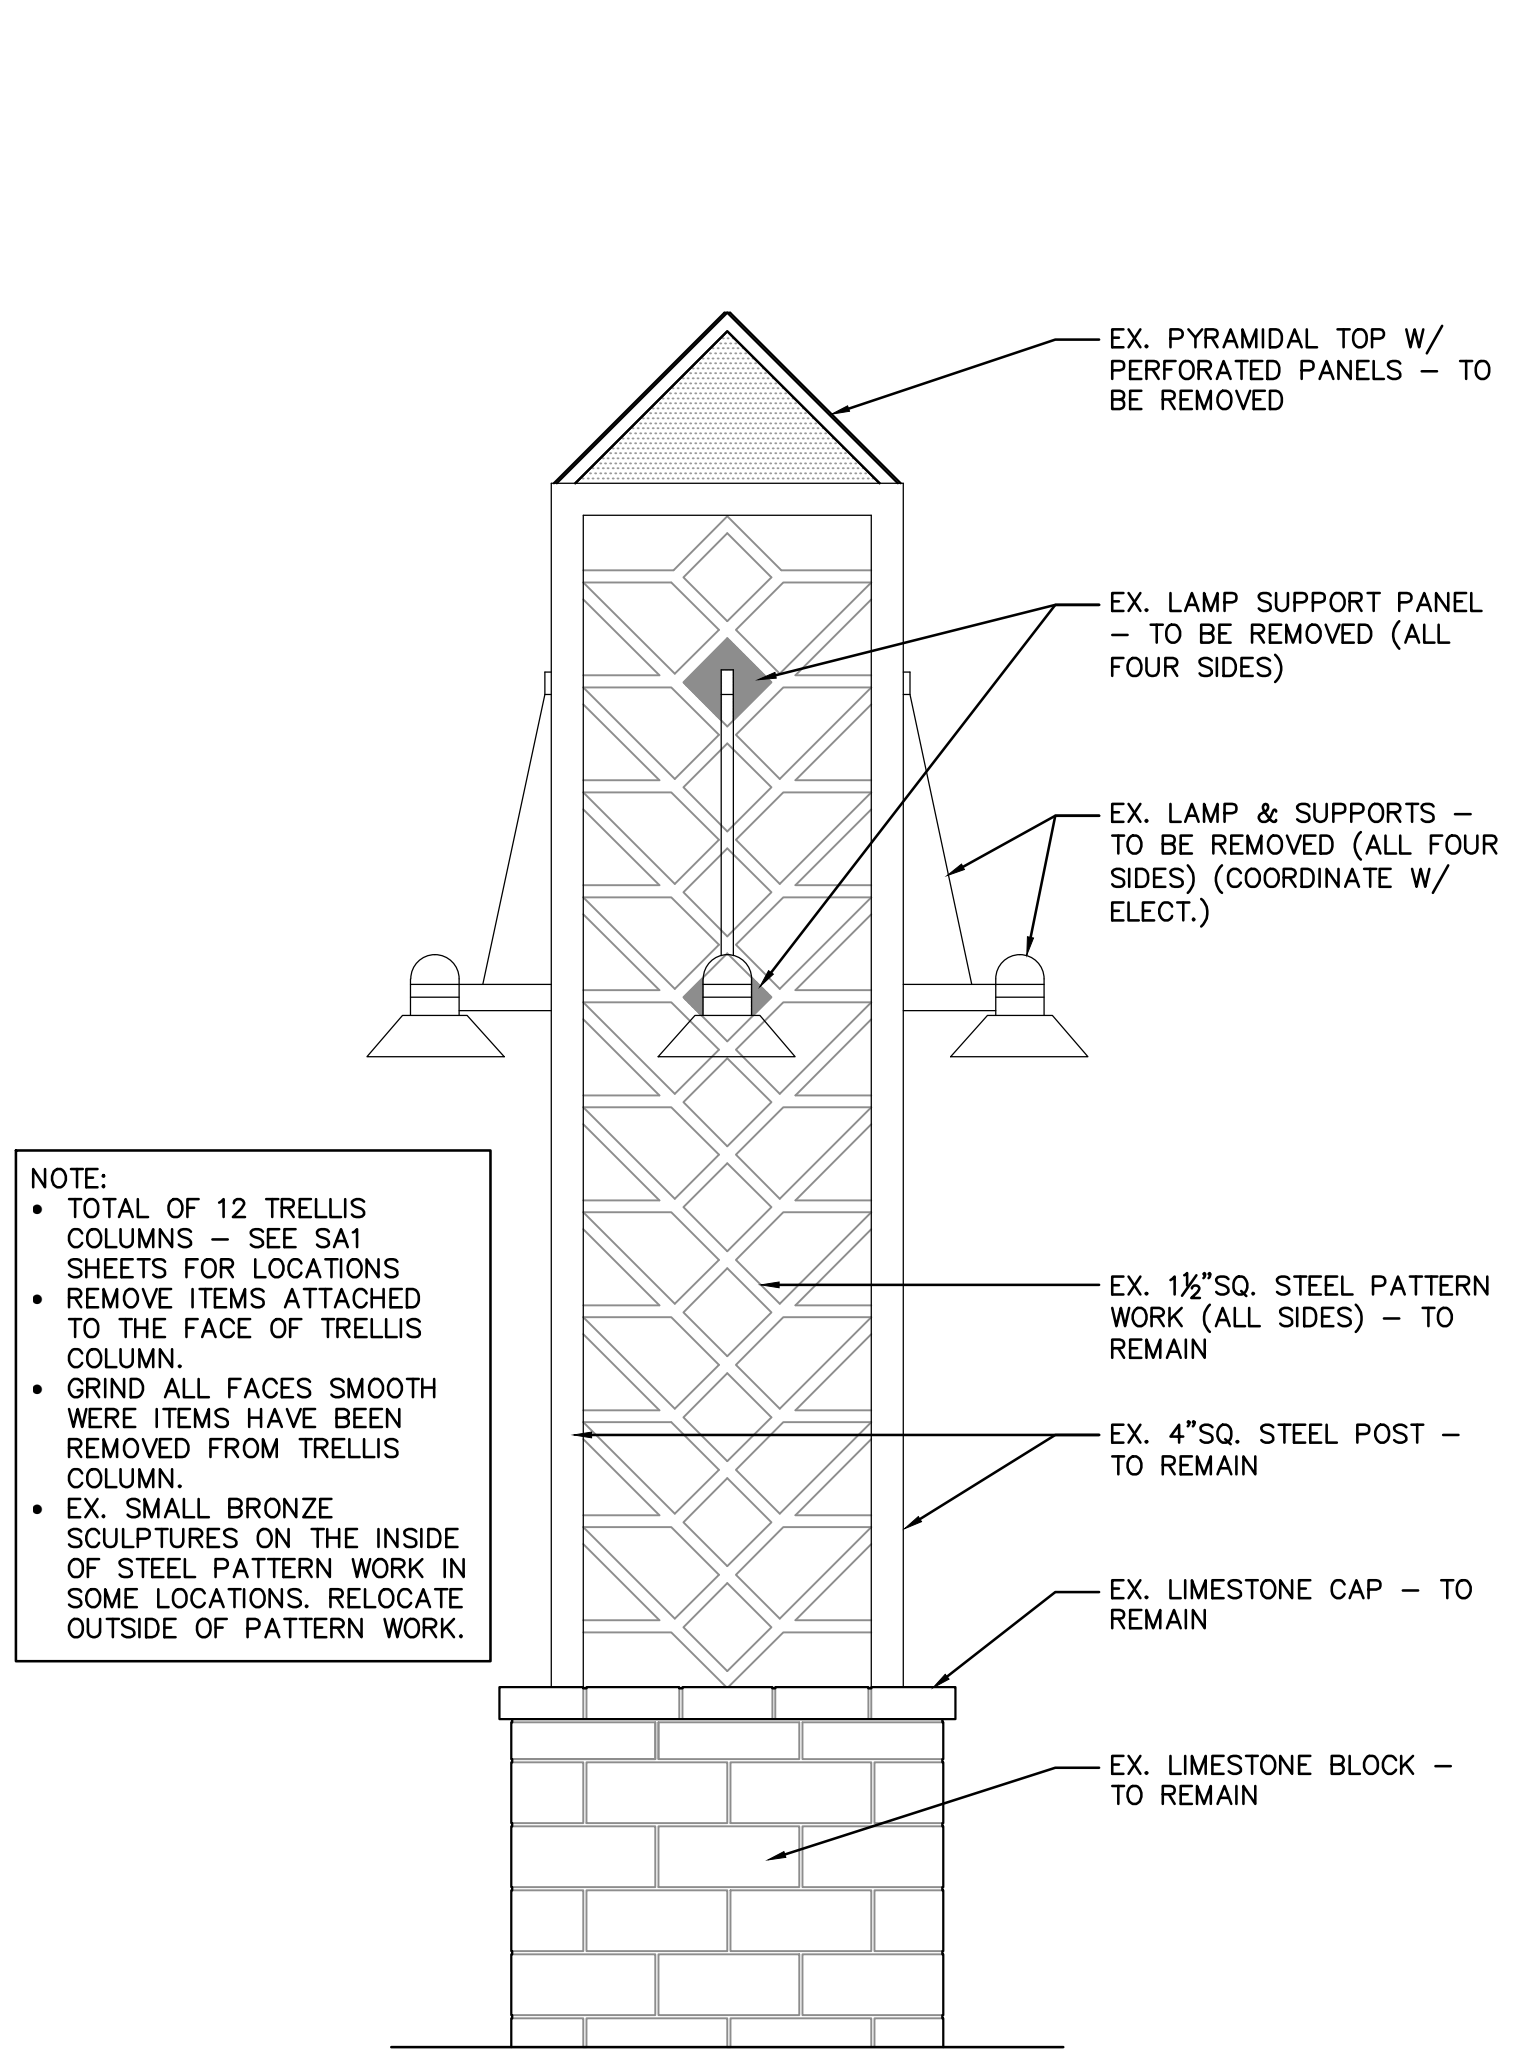 EX. PYRAMIDAL TOP W/
PERFORATED PANELS – TO
BE REMOVED
EX. LAMP SUPPORT PANEL
– TO BE REMOVED (ALL
FOUR SIDES)
EX. LAMP & SUPPORTS –
TO BE REMOVED (ALL FOUR
SIDES) (COORDINATE W/
ELECT.)
NOTE:
• TOTAL OF 12 TRELLIS
COLUMNS – SEE SA1
SHEETS FOR LOCATIONS
• REMOVE ITEMS ATTACHED
TO THE FACE OF TRELLIS
COLUMN.
• GRIND ALL FACES SMOOTH
WERE ITEMS HAVE BEEN
REMOVED FROM TRELLIS
COLUMN.
• EX. SMALL BRONZE
SCULPTURES ON THE INSIDE
OF STEEL PATTERN WORK IN
SOME LOCATIONS. RELOCATE
OUTSIDE OF PATTERN WORK.
EX. 1½"SQ. STEEL PATTERN
WORK (ALL SIDES) – TO
REMAIN
EX. 4"SQ. STEEL POST –
TO REMAIN
EX. LIMESTONE CAP – TO
REMAIN
EX. LIMESTONE BLOCK –
TO REMAIN